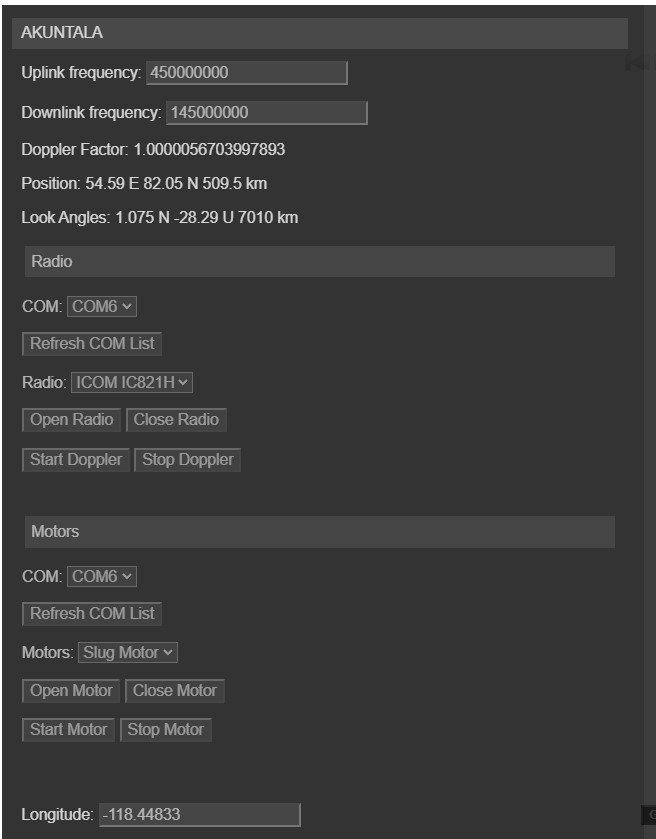 AKUNTALA
Uplink frequency: 450000000
Downlink frequency: 145000000
Doppler Factor: 1.0000056703997893
Position: 54.59 E 82.05 N 509.5 km
Look Angles: 1.075 N -28.29 U 7010 km
Radio
COM: COM6
Refresh COM List
Radio: ICOM IC821H
Open Radio Close Radio
Start Doppler Stop Doppler
Motors
COM: COM6
Refresh COM List
Motors: Slug Motor
Open Motor Close Motor
Start Motor Stop Motor
Longitude: -118.44833